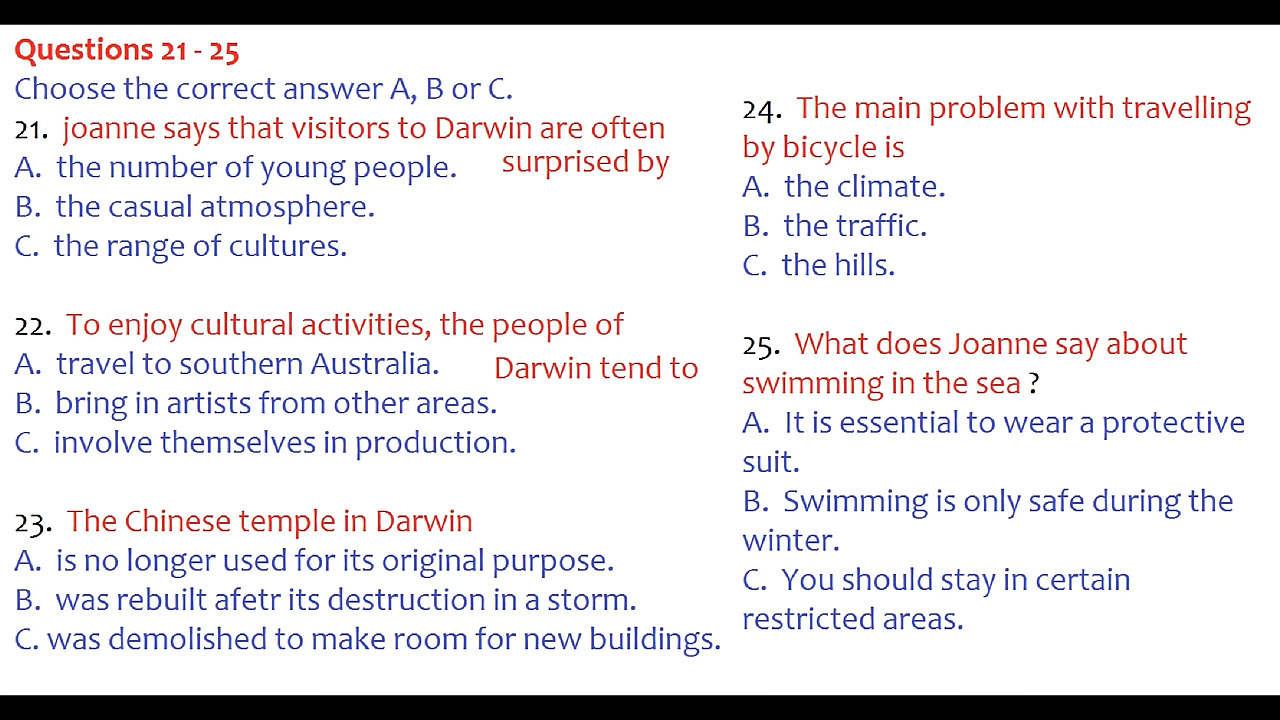 Questions 21 - 25
Choose the correct answer A, B or C.
21. joanne says that visitors to Darwin are often
surprised by
A. the number of young people.
B. the casual atmosphere.
C. the range of cultures.
22. To enjoy cultural activities, the people of
Darwin tend to
A. travel to southern Australia.
B. bring in artists from other areas.
C. involve themselves in production.
23. The Chinese temple in Darwin
A. is no longer used for its original purpose.
B. was rebuilt afetr its destruction in a storm.
C. was demolished to make room for new buildings.
24. The main problem with travelling
by bicycle is
A. the climate.
B. the traffic.
C. the hills.
25. What does Joanne say about
swimming in the sea ?
A. It is essential to wear a protective
suit.
B. Swimming is only safe during the
winter.
C. You should stay in certain
restricted areas.